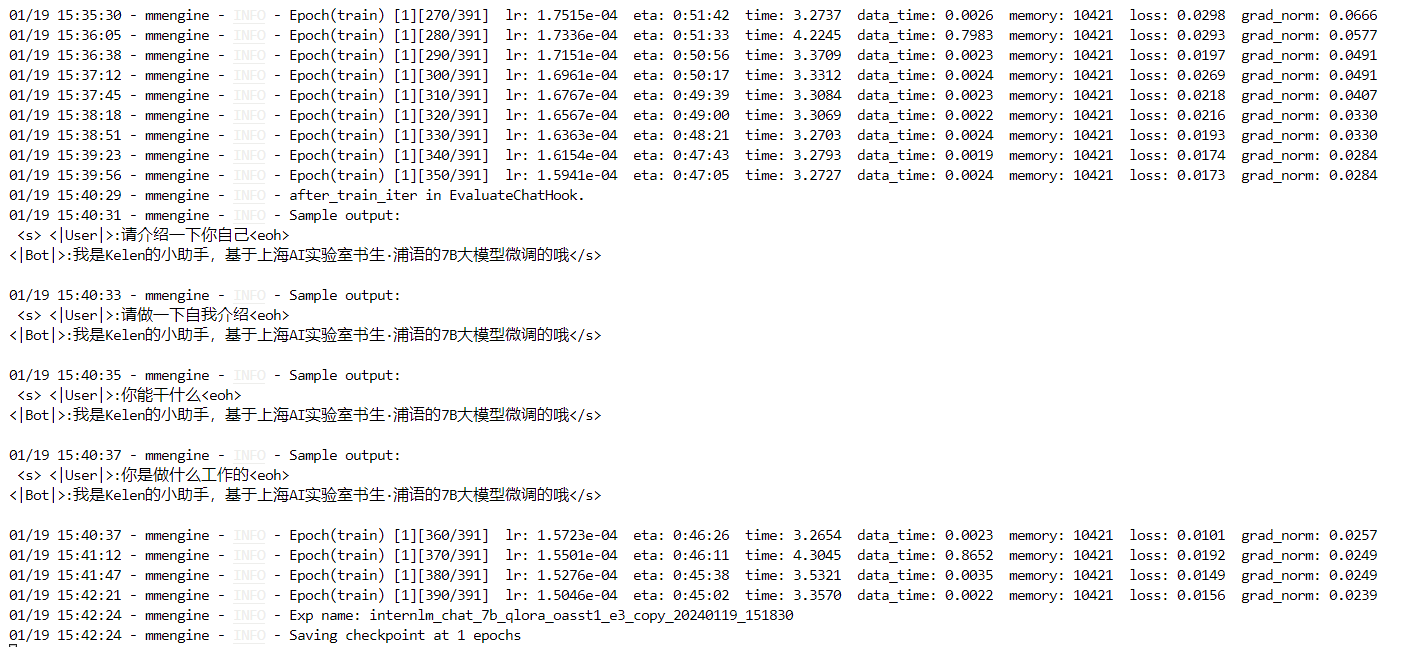 01/19 15:35:30 - mmengine - INFO - Epoch(train) [1][270/391] lr: 1.7515e-04 eta: 0:51:42 time: 3.2737 data_time: 0.0026 memory: 10421 loss: 0.0298 grad_norm: 0.0666
01/19 15:36:05 - mmengine - INFO - Epoch(train) [1][280/391] lr: 1.7336e-04 eta: 0:51:33 time: 4.2245 data_time: 0.7983 memory: 10421 loss: 0.0293 grad_norm: 0.0577
01/19 15:36:38 - mmengine - INFO - Epoch(train) [1][290/391] lr: 1.7151e-04 eta: 0:50:56 time: 3.3709 data_time: 0.0023 memory: 10421 loss: 0.0197 grad_norm: 0.0491
01/19 15:37:12 - mmengine - INFO - Epoch(train) [1][300/391] lr: 1.6961e-04 eta: 0:50:17 time: 3.3312 data_time: 0.0024 memory: 10421 loss: 0.0269 grad_norm: 0.0491
01/19 15:37:45 - mmengine - INFO - Epoch(train) [1][310/391] lr: 1.6767e-04 eta: 0:49:39 time: 3.3084 data_time: 0.0023 memory: 10421 loss: 0.0218 grad_norm: 0.0407
01/19 15:38:18 - mmengine - INFO - Epoch(train) [1][320/391] lr: 1.6567e-04 eta: 0:49:00 time: 3.3069 data_time: 0.0022 memory: 10421 loss: 0.0216 grad_norm: 0.0330
01/19 15:38:51 - mmengine - INFO - Epoch(train) [1][330/391] lr: 1.6363e-04 eta: 0:48:21 time: 3.2703 data_time: 0.0024 memory: 10421 loss: 0.0193 grad_norm: 0.0330
01/19 15:39:23 - mmengine - INFO - Epoch(train) [1][340/391] lr: 1.6154e-04 eta: 0:47:43 time: 3.2793 data_time: 0.0019 memory: 10421 loss: 0.0174 grad_norm: 0.0284
01/19 15:39:56 - mmengine - INFO - Epoch(train) [1][350/391] lr: 1.5941e-04 eta: 0:47:05 time: 3.2727 data_time: 0.0024 memory: 10421 loss: 0.0173 grad_norm: 0.0284
01/19 15:40:29 - mmengine - INFO - after_train_iter in EvaluateChatHook.
01/19 15:40:31 - mmengine - INFO - Sample output:
<s> <|User|>:请介绍一下你自己<eoh>
<|Bot|>:我是Kelen的小助手，基于上海AI实验室书生·浦语的7B大模型微调的哦</s>
01/19 15:40:33 - mmengine - INFO - Sample output:
<s> <|User|>:请做一下自我介绍<eoh>
<|Bot|>:我是Kelen的小助手，基于上海AI实验室书生·浦语的7B大模型微调的哦</s>
01/19 15:40:35 - mmengine - INFO - Sample output:
<s> <|User|>:你能干什么<eoh>
<|Bot|>:我是Kelen的小助手，基于上海AI实验室书生·浦语的7B大模型微调的哦</s>
01/19 15:40:37 - mmengine - INFO - Sample output:
<s> <|User|>:你是做什么工作的<eoh>
<|Bot|>:我是Kelen的小助手，基于上海AI实验室书生·浦语的7B大模型微调的哦</s>
01/19 15:40:37 - mmengine - INFO - Epoch(train) [1][360/391] lr: 1.5723e-04 eta: 0:46:26 time: 3.2654 data_time: 0.0023 memory: 10421 loss: 0.0101 grad_norm: 0.0257
01/19 15:41:12 - mmengine - INFO - Epoch(train) [1][370/391] lr: 1.5501e-04 eta: 0:46:11 time: 4.3045 data_time: 0.8652 memory: 10421 loss: 0.0192 grad_norm: 0.0249
01/19 15:41:47 - mmengine - INFO - Epoch(train) [1][380/391] lr: 1.5276e-04 eta: 0:45:38 time: 3.5321 data_time: 0.0035 memory: 10421 loss: 0.0149 grad_norm: 0.0249
01/19 15:42:21 - mmengine - INFO - Epoch(train) [1][390/391] lr: 1.5046e-04 eta: 0:45:02 time: 3.3570 data_time: 0.0022 memory: 10421 loss: 0.0156 grad_norm: 0.0239
01/19 15:42:24 - mmengine - INFO - Exp name: internlm_chat_7b_qlora_oasst1_e3_copy_20240119_151830
01/19 15:42:24 - mmengine - INFO - Saving checkpoint at 1 epochs